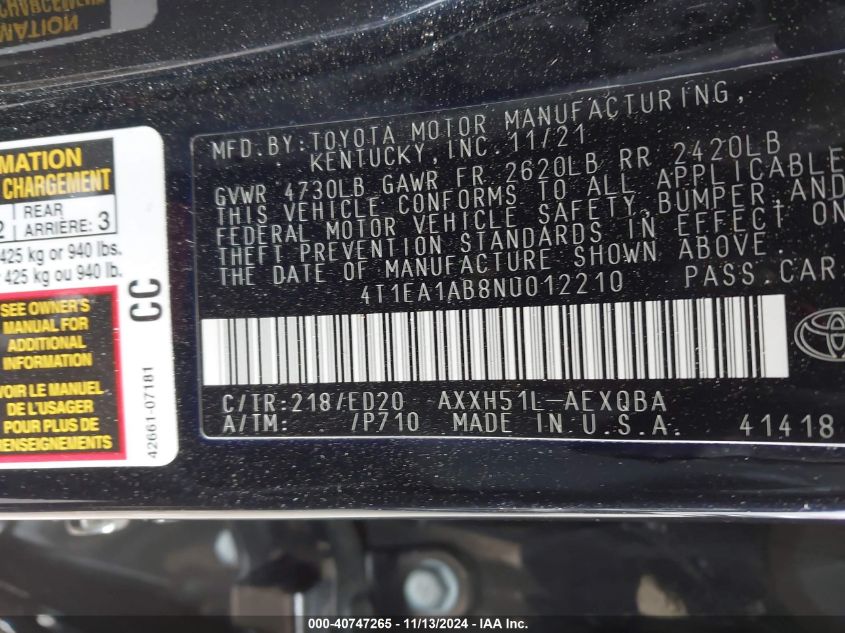 CHARGEMENT
MATION
MATION
CHARGEMENT
2 REAR
ARRIÈRE: 3
425 kg or 940 lbs.
425 kg ou 940 lb.
SEE OWNER'S
MANUAL FOR
ADDITIONAL
INFORMATION
VOIR LE MANUEL
DE L'USAGER
POUR PLUS DE
RENSEIGNEMENTS
CC
42661-07181
MFD.BY:TOYOTA MOTOR MANUFACTURING,
KENTUCKY,INC.11/21
GVWR 4730LB GAWR FR 2620LB RR 2420LB
THIS VEHICLE CONFORMS TO ALL APPLICABLE
FEDERAL MOTOR VEHICLE SAFETY,BUMPER,AND
THEFT PREVENTION STANDARDS IN EFFECT ON
THE DATE OF MANUFACTURE SHOWN ABOVE.
4T1EA1AB8NU012210 PASS.CAR
C/TR:218/ED20 AXXH51L-AEXQBA
A/TM: /P710 MADE IN U.S.A. 41418
000-40747265 - 11/13/2024 - IAA Inc.